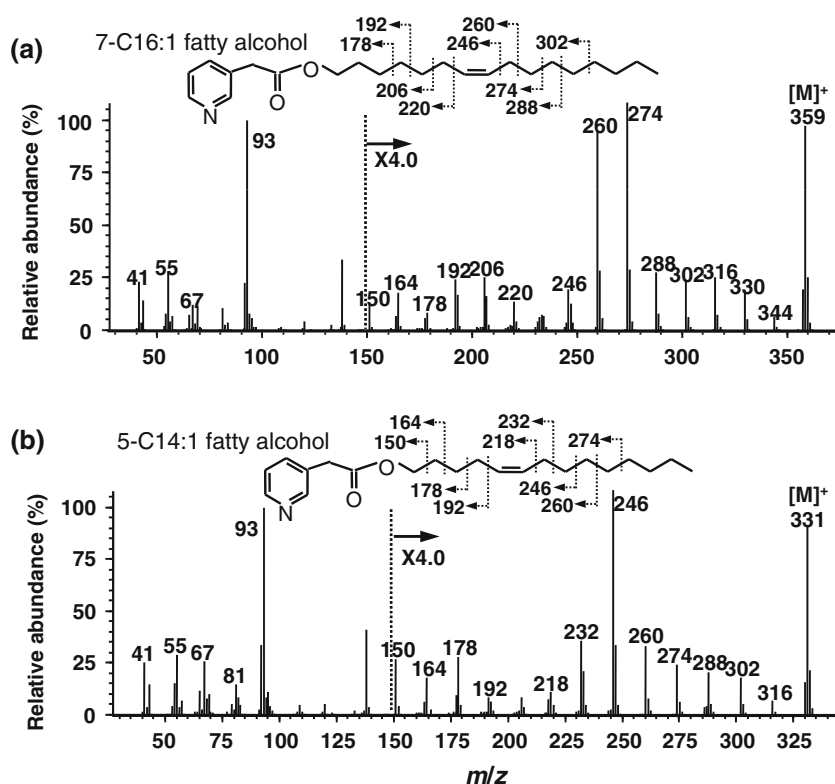 (a)
7-C16:1 fatty alcohol
192 260
178 246 302
O
N
O
206 274
220 288
[M]+
359
Relative abundance (%)
100
75
50
25
0
93
X4.0
260 274
41 55 67
150 164 178 192 206 220 246 288 302 316 330 344
50 100 150 200 250 300 350
(b)
5-C14:1 fatty alcohol
164 232
150 218 274
O
N
O
178 246
192 260
[M]+
331
Relative abundance (%)
100
75
50
25
0
93
X4.0
246
41 55 67 81
150 164 178 192 218 232 260 274 288 302 316
50 75 100 125 150 175 200 225 250 275 300 325
m/z